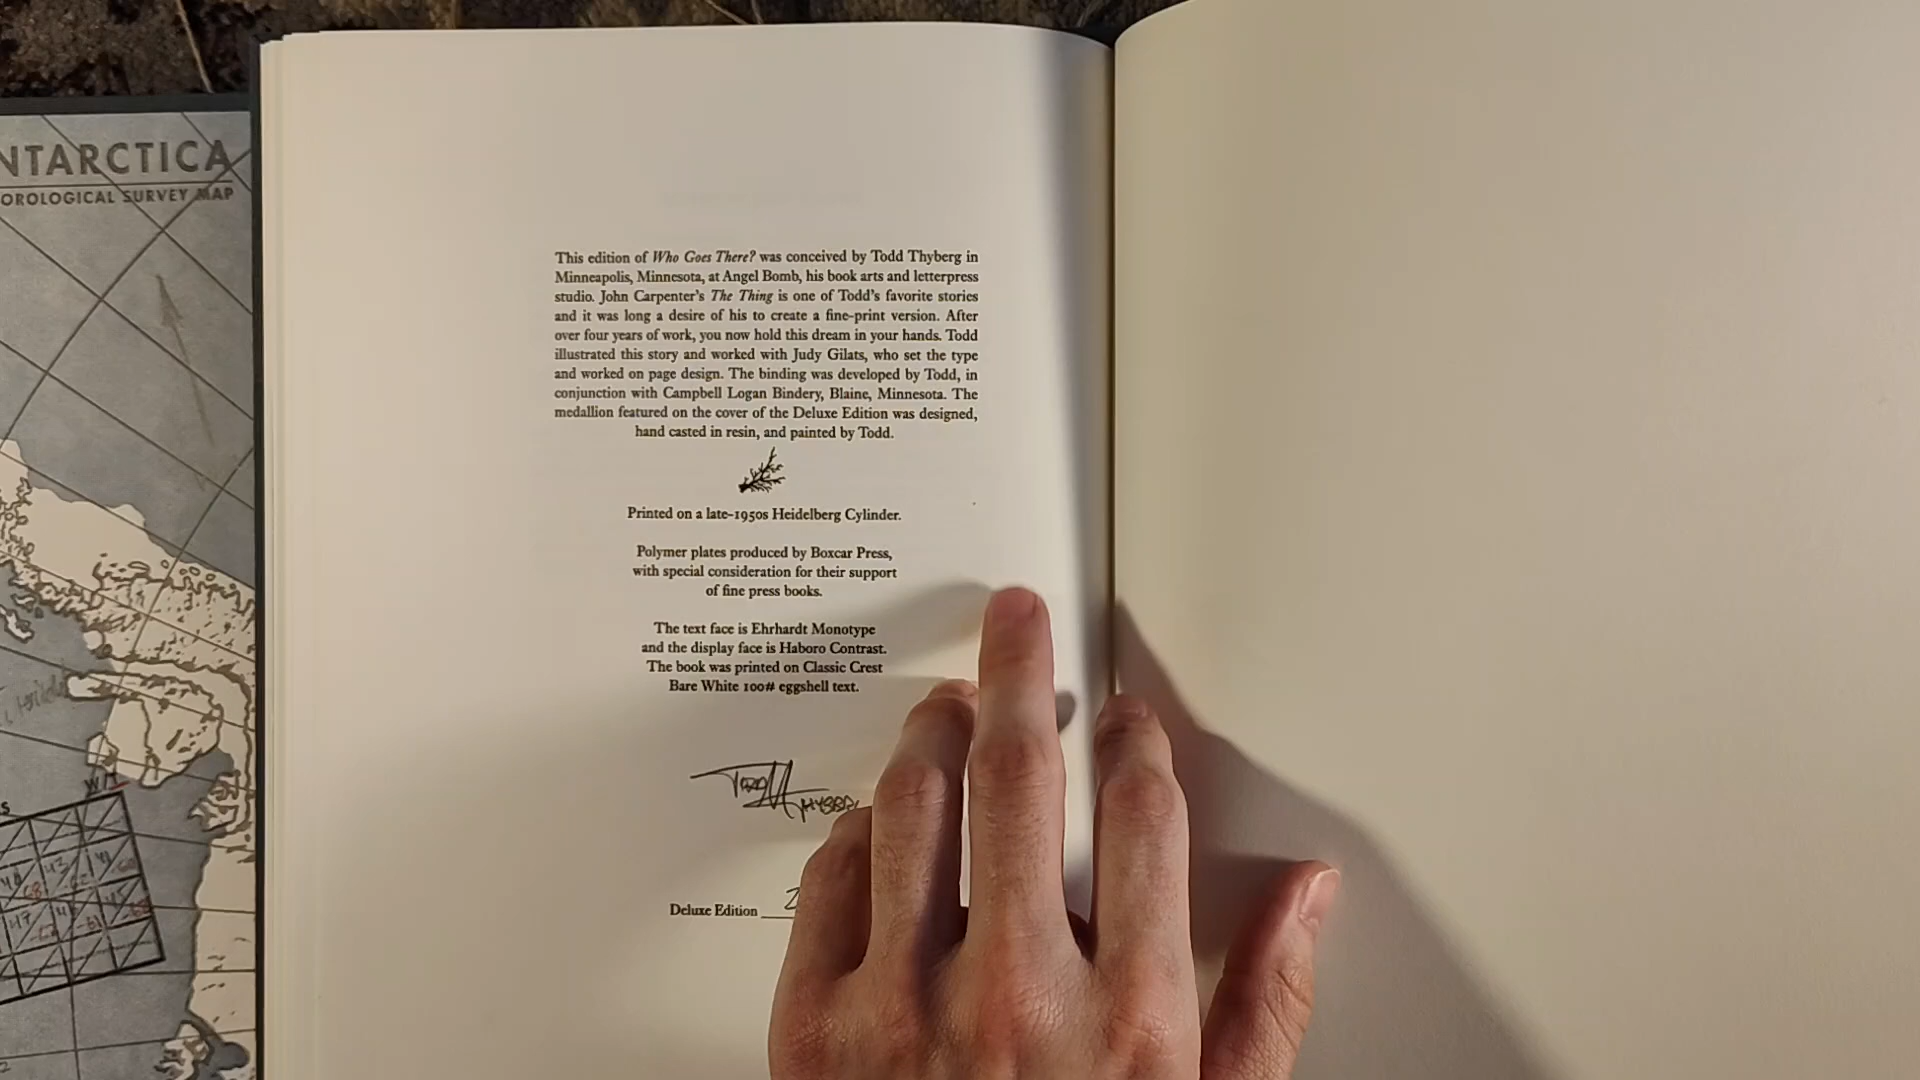 NTARCTICA
OROLOGICAL SURVEY MAP
This edition of Who Goes There? was conceived by Todd Thyberg in
Minneapolis, Minnesota, at Angel Bomb, his book arts and letterpress
studio. John Carpenter's The Thing is one of Todd's favorite stories
and it was long a desire of his to create a fine-print version. After
over four years of work, you now hold this dream in your hands. Todd
illustrated this story and worked with Judy Gilats, who set the type
and worked on page design. The binding was developed by Todd, in
conjunction with Campbell Logan Bindery, Blaine, Minnesota. The
medallion featured on the cover of the Deluxe Edition was designed,
hand casted in resin, and painted by Todd.
Printed on a late-1950s Heidelberg Cylinder.
Polymer plates produced by Boxcar Press,
with special consideration for their support
of fine press books.
The text face is Ehrhardt Monotype
and the display face is Haboro Contrast.
The book was printed on Classic Crest
Bare White 100# eggshell text.
Deluxe Edition